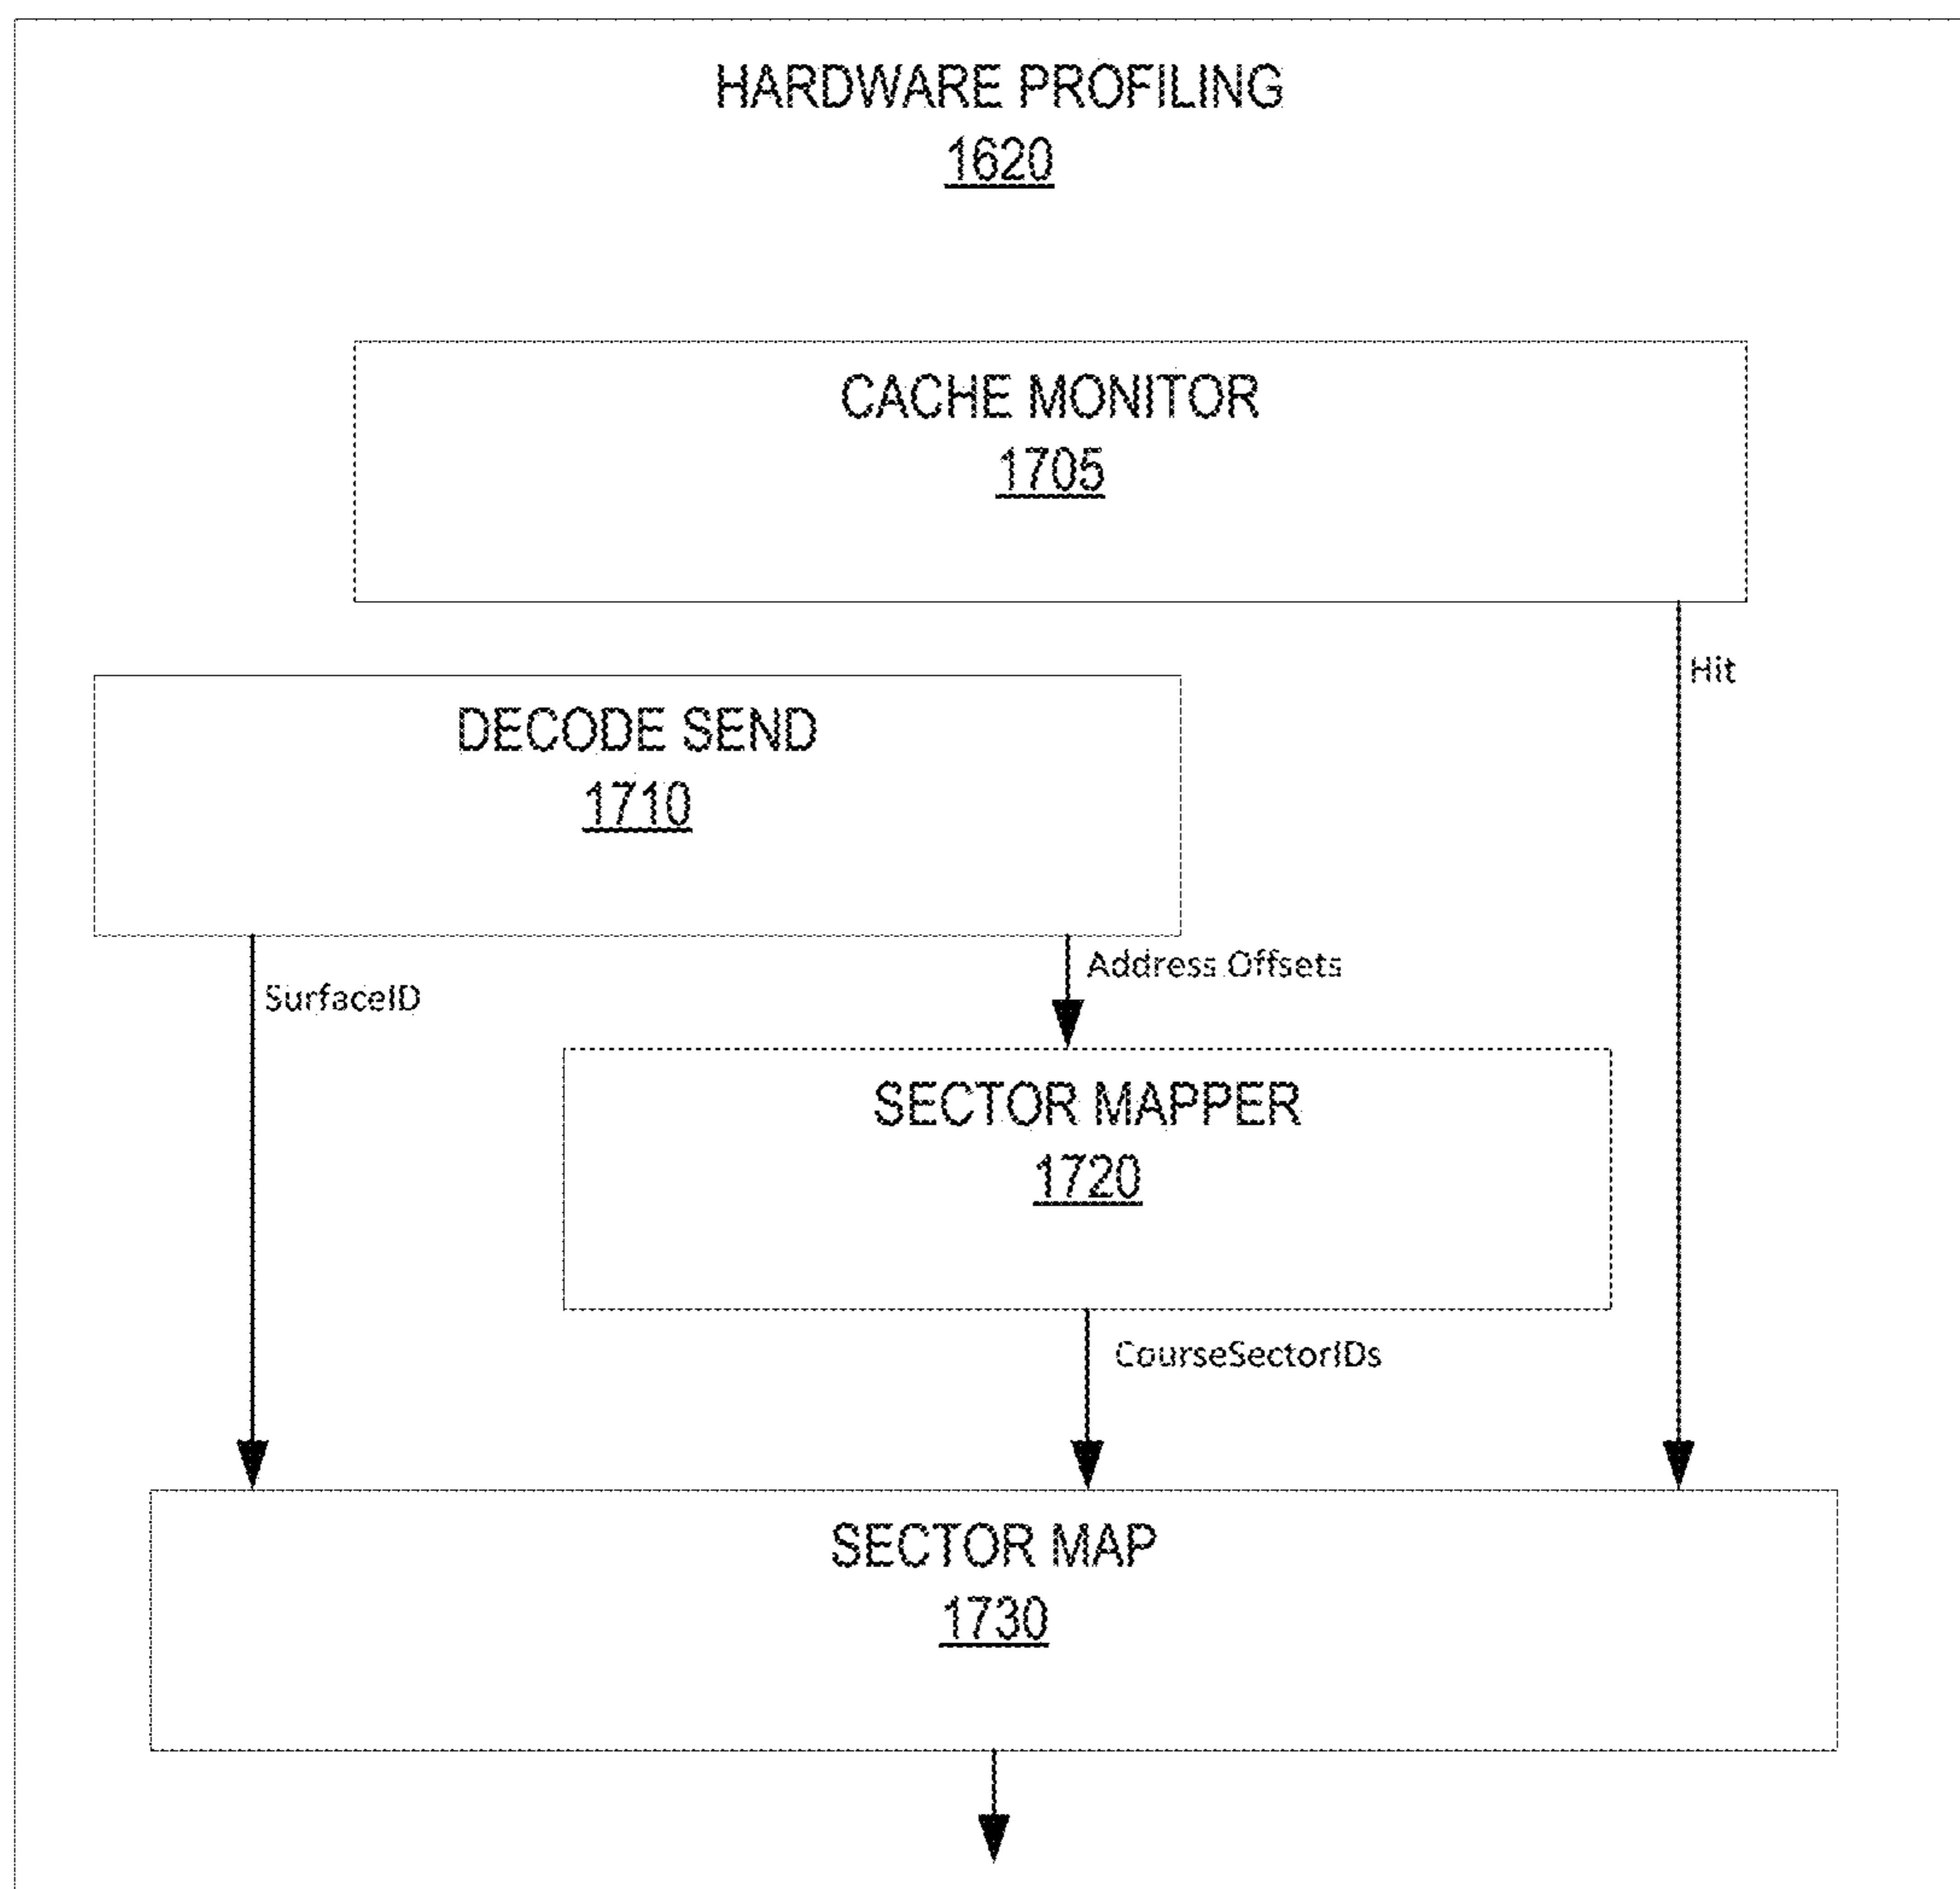 HARDWARE PROFILING
1620
CACHE MONITOR
1705
Hit
DECODE SEND
1710
Address Offsets
SurfaceID
SECTOR MAPPER
1720
CourseSectorIDs
SECTOR MAP
1730